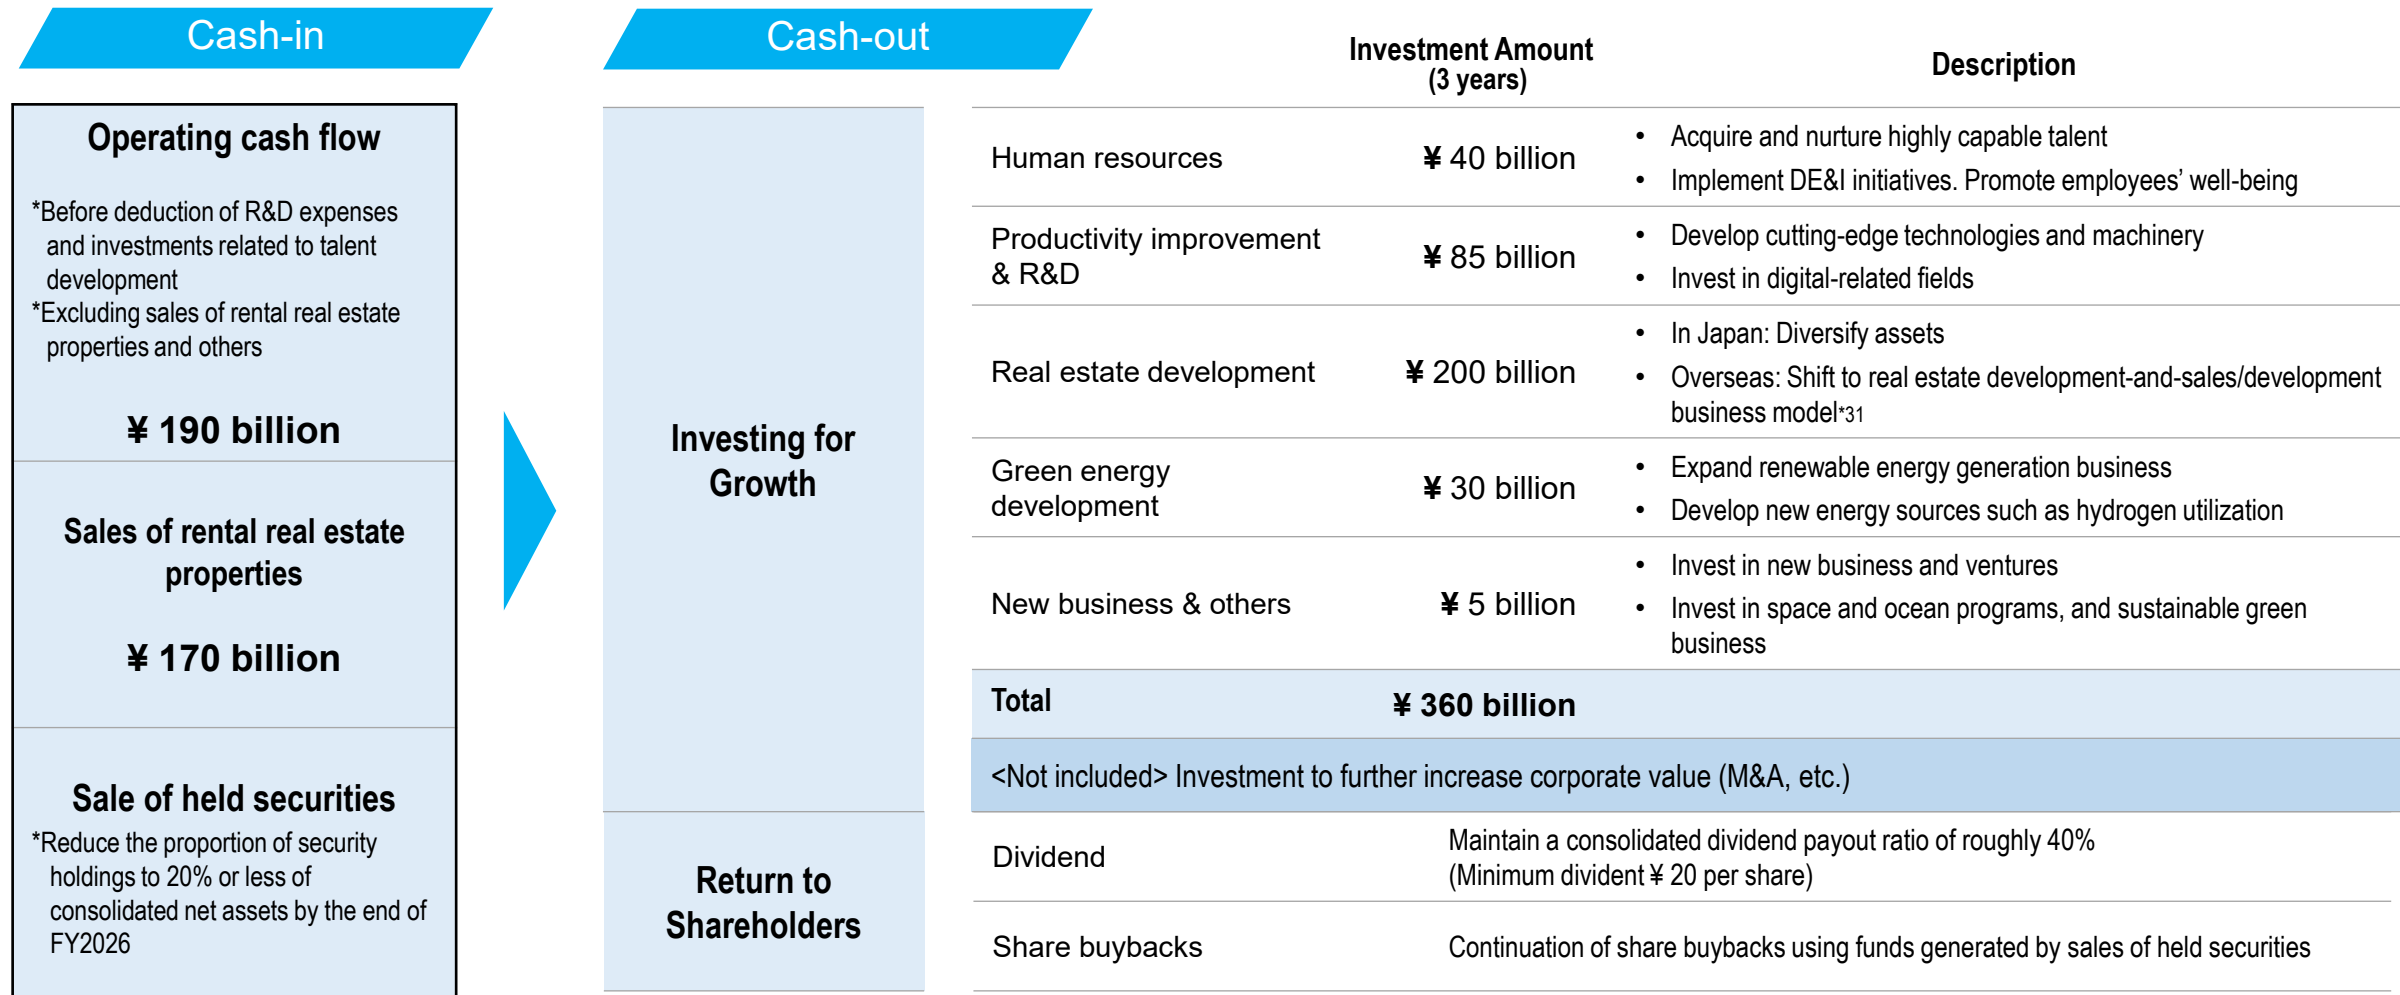 Cash-in
Operating cash flow
*Before deduction of R&D expenses
and investments related to talent
development
*Excluding sales of rental real estate
properties and others
¥ 190 billion
Sales of rental real estate
properties
¥ 170 billion
Sale of held securities
*Reduce the proportion of security
holdings to 20% or less of
consolidated net assets by the end of
FY2026
Cash-out
Investment Amount
(3 years)
Description
Investing for
Growth
Human resources
¥ 40 billion
• Acquire and nurture highly capable talent
• Implement DE&I initiatives. Promote employees’ well-being
Productivity improvement
& R&D
¥ 85 billion
• Develop cutting-edge technologies and machinery
• Invest in digital-related fields
Real estate development
¥ 200 billion
• In Japan: Diversify assets
• Overseas: Shift to real estate development-and-sales/development
business model*31
Green energy
development
¥ 30 billion
• Expand renewable energy generation business
• Develop new energy sources such as hydrogen utilization
New business & others
¥ 5 billion
• Invest in new business and ventures
• Invest in space and ocean programs, and sustainable green
business
Total
¥ 360 billion
<Not included> Investment to further increase corporate value (M&A, etc.)
Return to
Shareholders
Dividend
Maintain a consolidated dividend payout ratio of roughly 40%
(Minimum divident ¥ 20 per share)
Share buybacks
Continuation of share buybacks using funds generated by sales of held securities